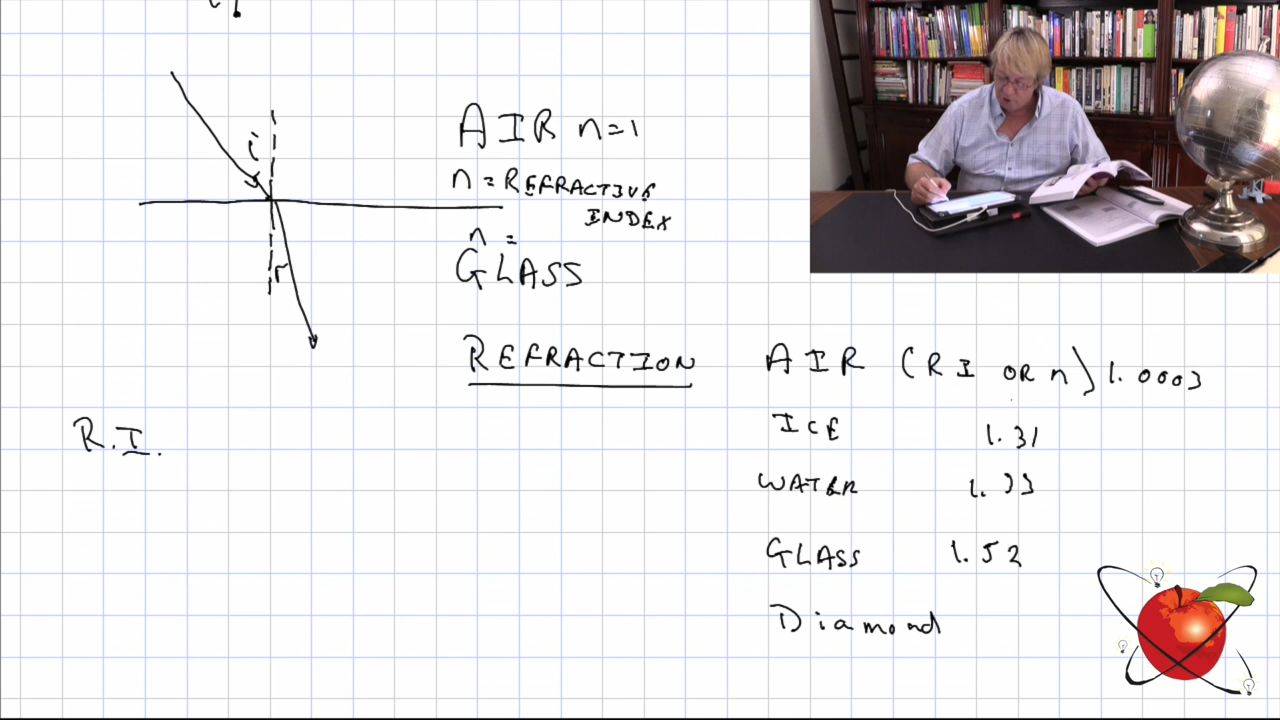 i
AIR n=1
n = REFRACTIVE
INDEX
n =
GLASS
r
REFRACTION
AIR (RI OR n) 1.0003
R.I.
ICE 1.31
WATER 1.33
GLASS 1.52
Diamond